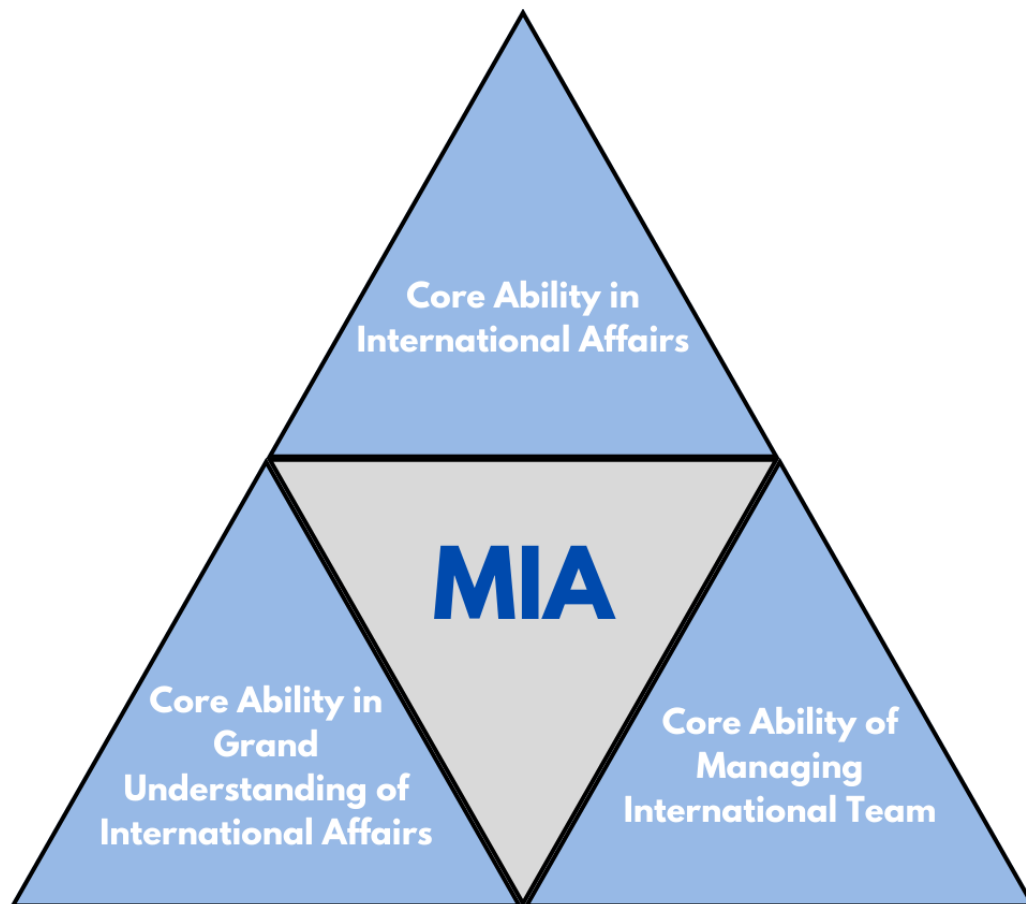 Core Ability in
International Affairs
MIA
Core Ability in
Grand
Understanding of
International Affairs
Core Ability of
Managing
International Team